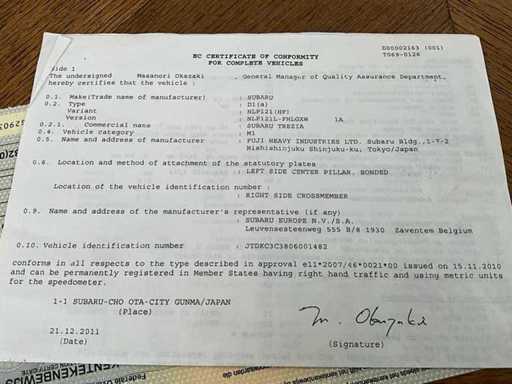 D00002163 (001)
T069-0128
EC CERTIFICATE OF CONFORMITY
FOR COMPLETE VEHICLES
Side 1
The undersigned Masanori Okazaki , General Manager of Quality Assurance Department,
hereby certifies that the vehicle :
0.1. Make(Trade name of manufacturer) : SUBARU
0.2. Type : D1(a)
Variant : NLP121(HF)
Version : NLP121L-FHLGXW 1A
0.2.1. Commercial name : SUBARU TREZIA
0.4. Vehicle category : M1
0.5. Name and address of manufacturer : FUJI HEAVY INDUSTRIES LTD. Subaru Bldg.,1-7-2
Nishishinjuku Shinjuku-ku, Tokyo/Japan
0.8. Location and method of attachment of the statutory plates
: LEFT SIDE CENTER PILLAR. BONDED
Location of the vehicle identification number :
: RIGHT SIDE CROSSMEMBER
0.9. Name and address of the manufacturer's representative (if any)
: SUBARU EUROPE N.V./S.A.
Leuvensesteenweg 555 B/8 1930 Zaventem Belgium
0.10. Vehicle identification number : JTDKC3C3806001482
conforms in all respects to the type described in approval e11*2007/46*0021*00 issued on 15.11.2010
and can be permanently registered in Member States having right hand traffic and using metric units
for the speedometer.
1-1 SUBARU-CHO OTA-CITY GUNMA/JAPAN
(Place)
M. Okazaki
21.12.2011
(Date)
(Signature)
KENTEKENBEWIJS